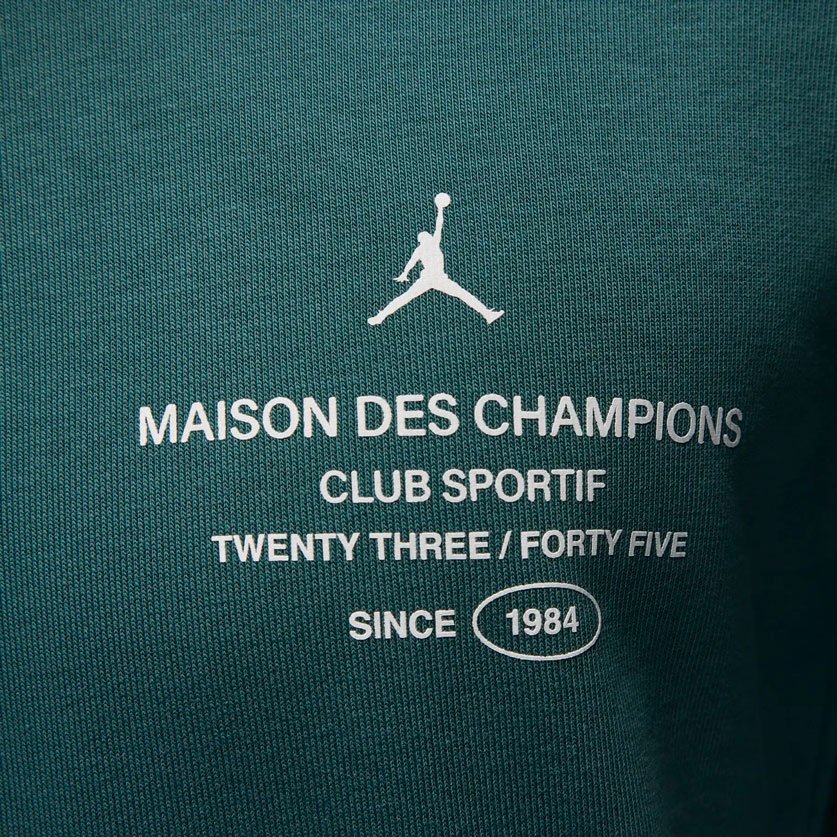 MAISON DES CHAMPIONS
CLUB SPORTIF
TWENTY THREE / FORTY FIVE
SINCE 1984